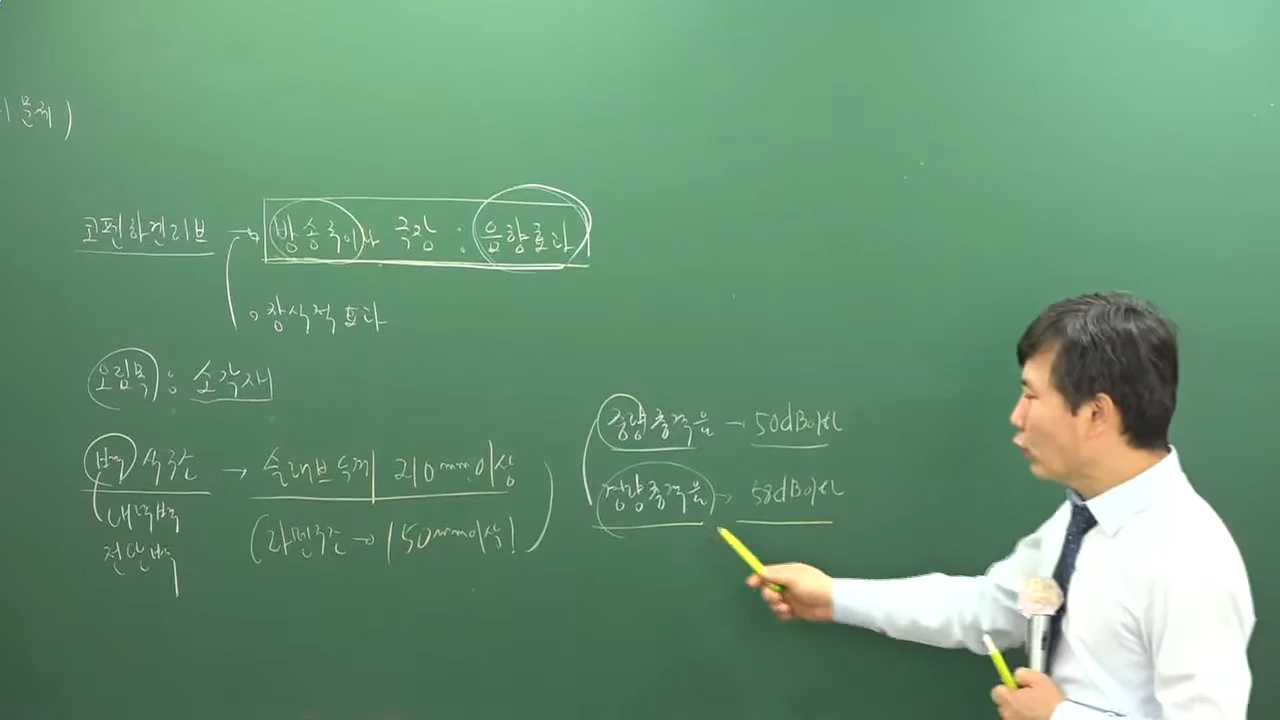 문제)
코펜하겐리브 → 방송국이나 극장 : 음향효과
장식적 효과
오림목 : 소각재
벽식구조 → 슬래브두께 210mm이상
내력벽
전단벽
(라멘구조 → 150mm이상)
중량충격음 → 50dB이하
경량충격음 → 58dB이하